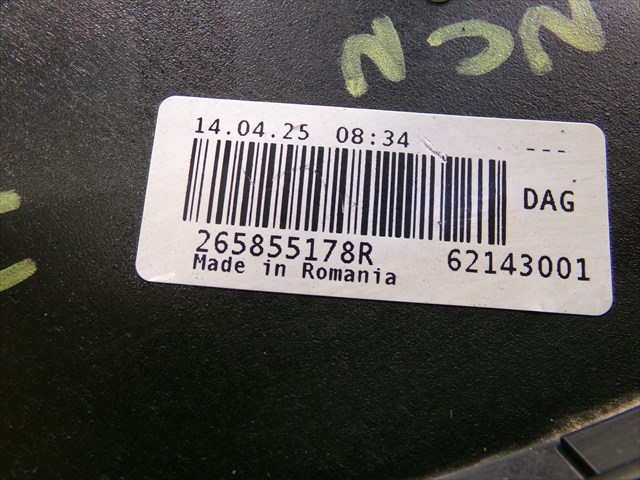 NCN
14.04.25 08:34
---
DAG
265855178R
62143001
Made in Romania